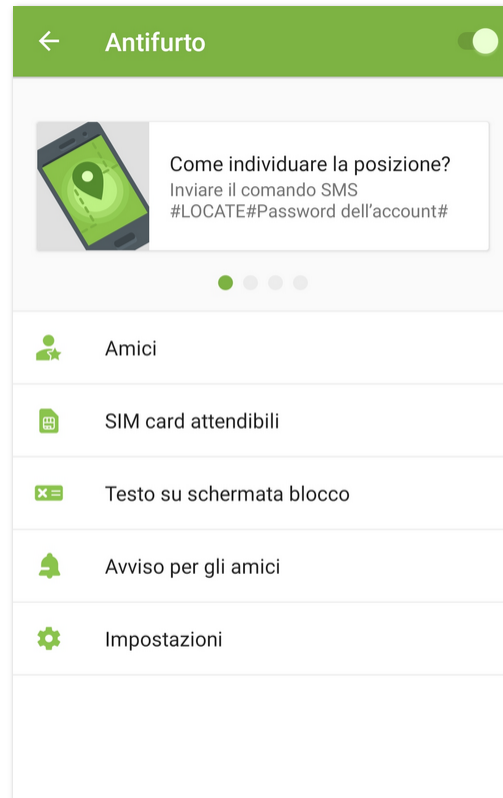 Antifurto
Come individuare la posizione?
Inviare il comando SMS
#LOCATE#Password dell'account#
Amici
SIM card attendibili
Testo su schermata blocco
Avviso per gli amici
Impostazioni